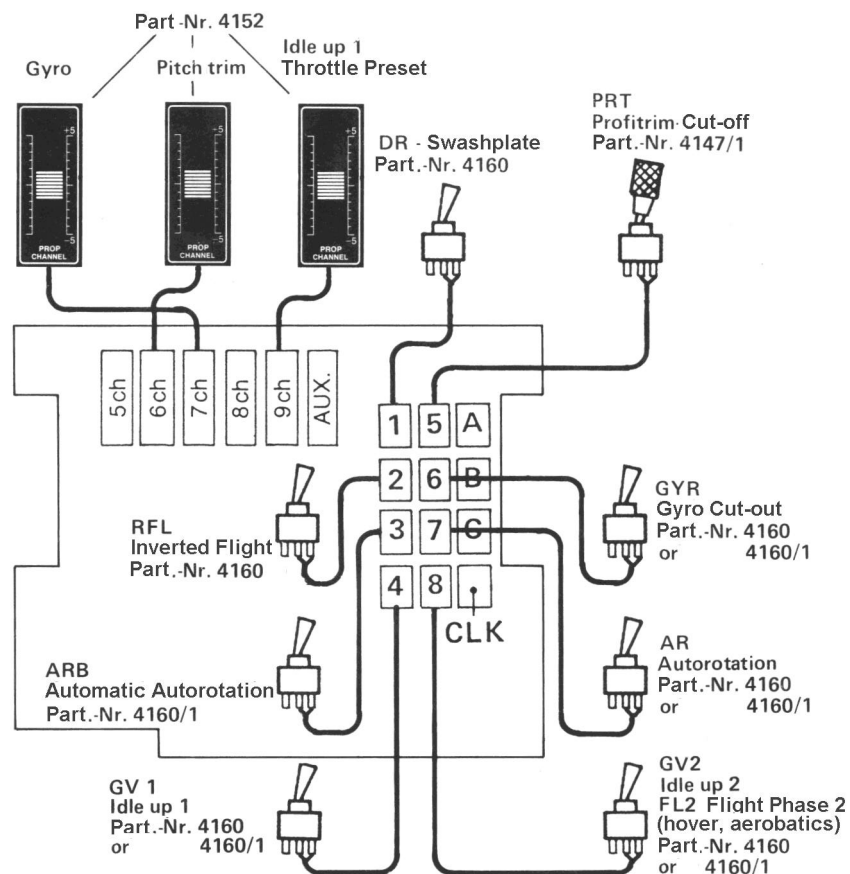 Part -Nr. 4152
Gyro
Pitch trim
Idle up 1
Throttle Preset
+5
-5
PROP
CHANNEL
+5
-5
PROP
CHANNEL
+5
-5
PROP
CHANNEL
DR - Swashplate
Part.-Nr. 4160
PRT
Profitrim-Cut-off
Part.-Nr. 4147/1
5ch
6ch
7ch
8ch
9ch
AUX.
1 5 A
2 6 B
3 7 C
4 8
CLK
RFL
Inverted Flight
Part.-Nr. 4160
GYR
Gyro Cut-out
Part.-Nr. 4160
or 4160/1
ARB
Automatic Autorotation
Part.-Nr. 4160/1
AR
Autorotation
Part.-Nr. 4160
or 4160/1
GV 1
Idle up 1
Part.-Nr. 4160
or 4160/1
GV2
Idle up 2
FL2 Flight Phase 2
(hover, aerobatics)
Part.-Nr. 4160
or 4160/1